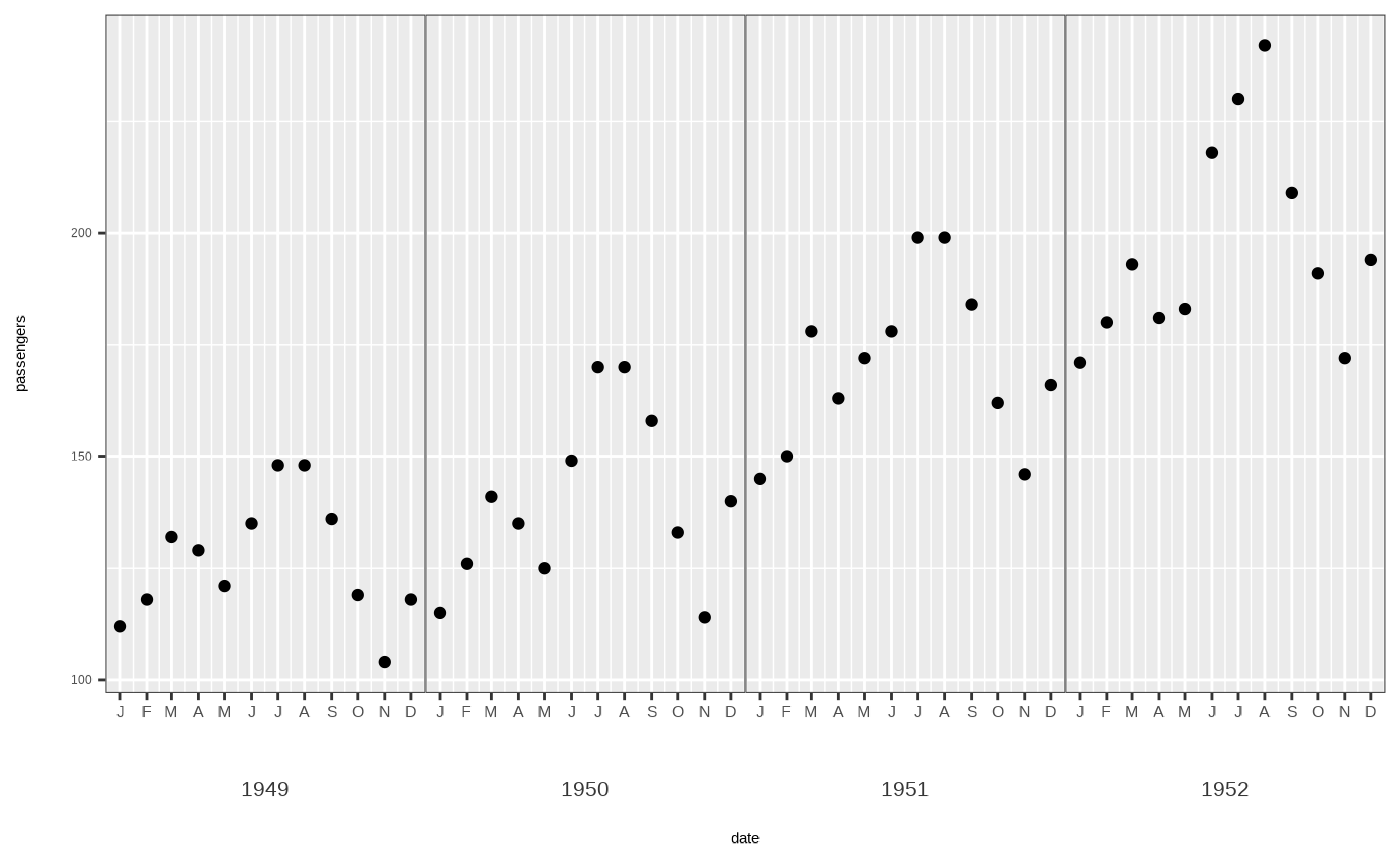 passengers
200
150
100
J F M A M J J A S O N D J F M A M J J A S O N D J F M A M J J A S O N D J F M A M J J A S O N D
1949 1950 1951 1952
date